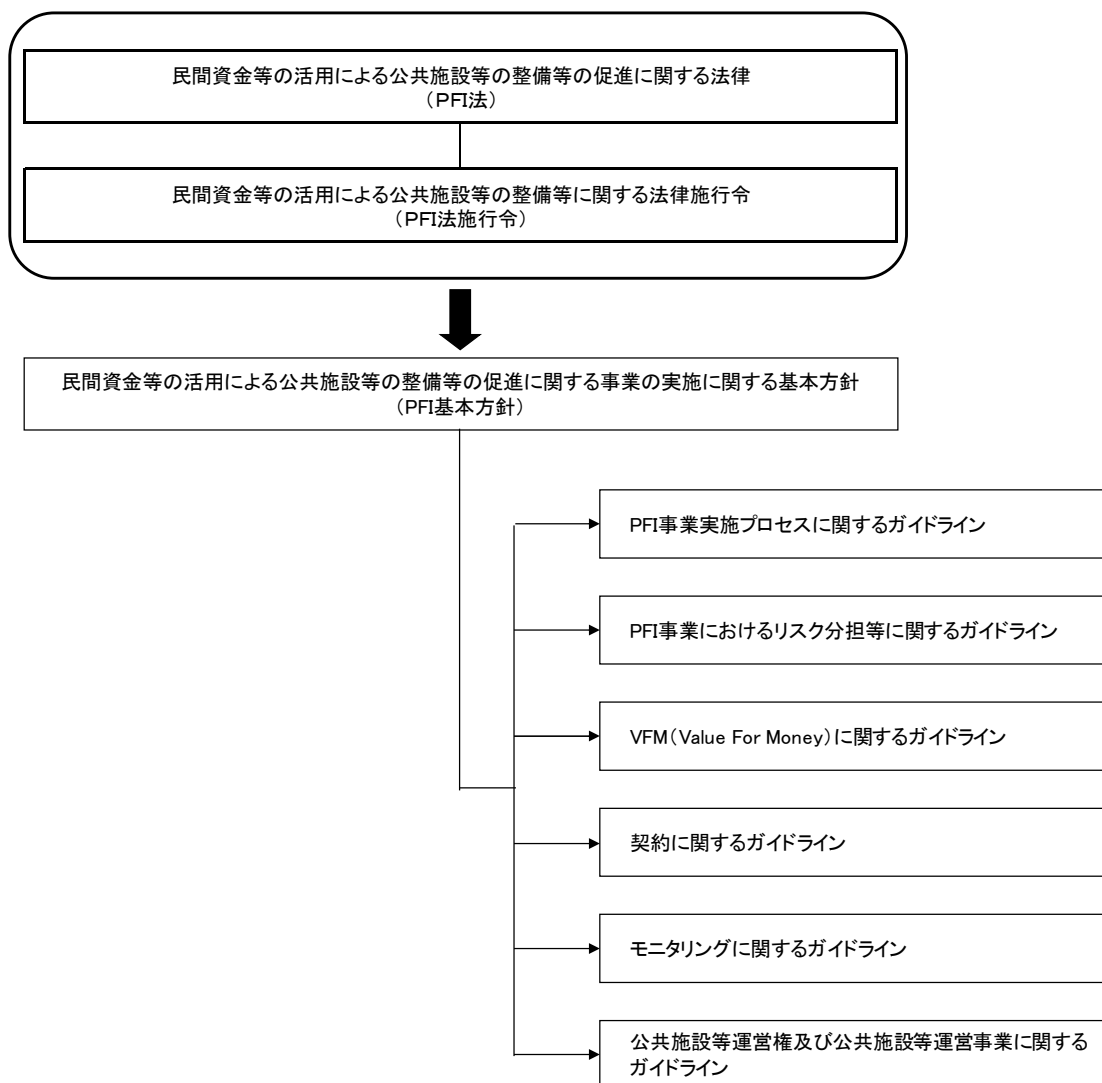 民間資金等の活用による公共施設等の整備等の促進に関する法律
（PFI法）
民間資金等の活用による公共施設等の整備等に関する法律施行令
（PFI法施行令）
民間資金等の活用による公共施設等の整備等の促進に関する事業の実施に関する基本方針
（PFI基本方針）
PFI事業実施プロセスに関するガイドライン
PFI事業におけるリスク分担等に関するガイドライン
VFM（Value For Money）に関するガイドライン
契約に関するガイドライン
モニタリングに関するガイドライン
公共施設等運営権及び公共施設等運営事業に関する
ガイドライン